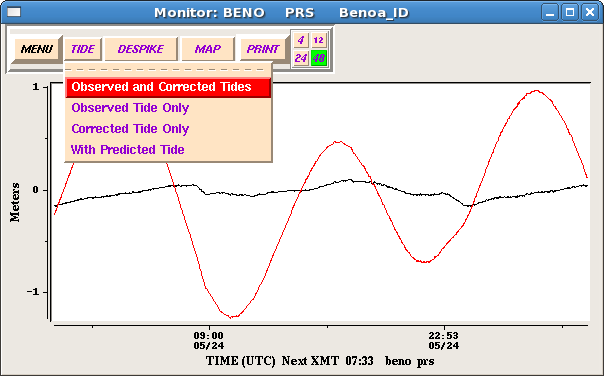 Monitor: BENO PRS Benoa_ID
MENU TIDE DESPIKE MAP PRINT 4 12
24 48
Observed and Corrected Tides
Observed Tide Only
Corrected Tide Only
With Predicted Tide
1
0
-1
Meters
09:00 22:53
05/24 05/24
TIME (UTC) Next XMT 07:33 beno prs